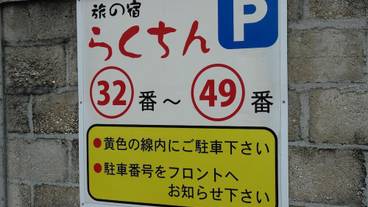 旅の宿
らくちん
P
32番～49番
●黄色の線内にご駐車下さい
●駐車番号をフロントへ
お知らせ下さい